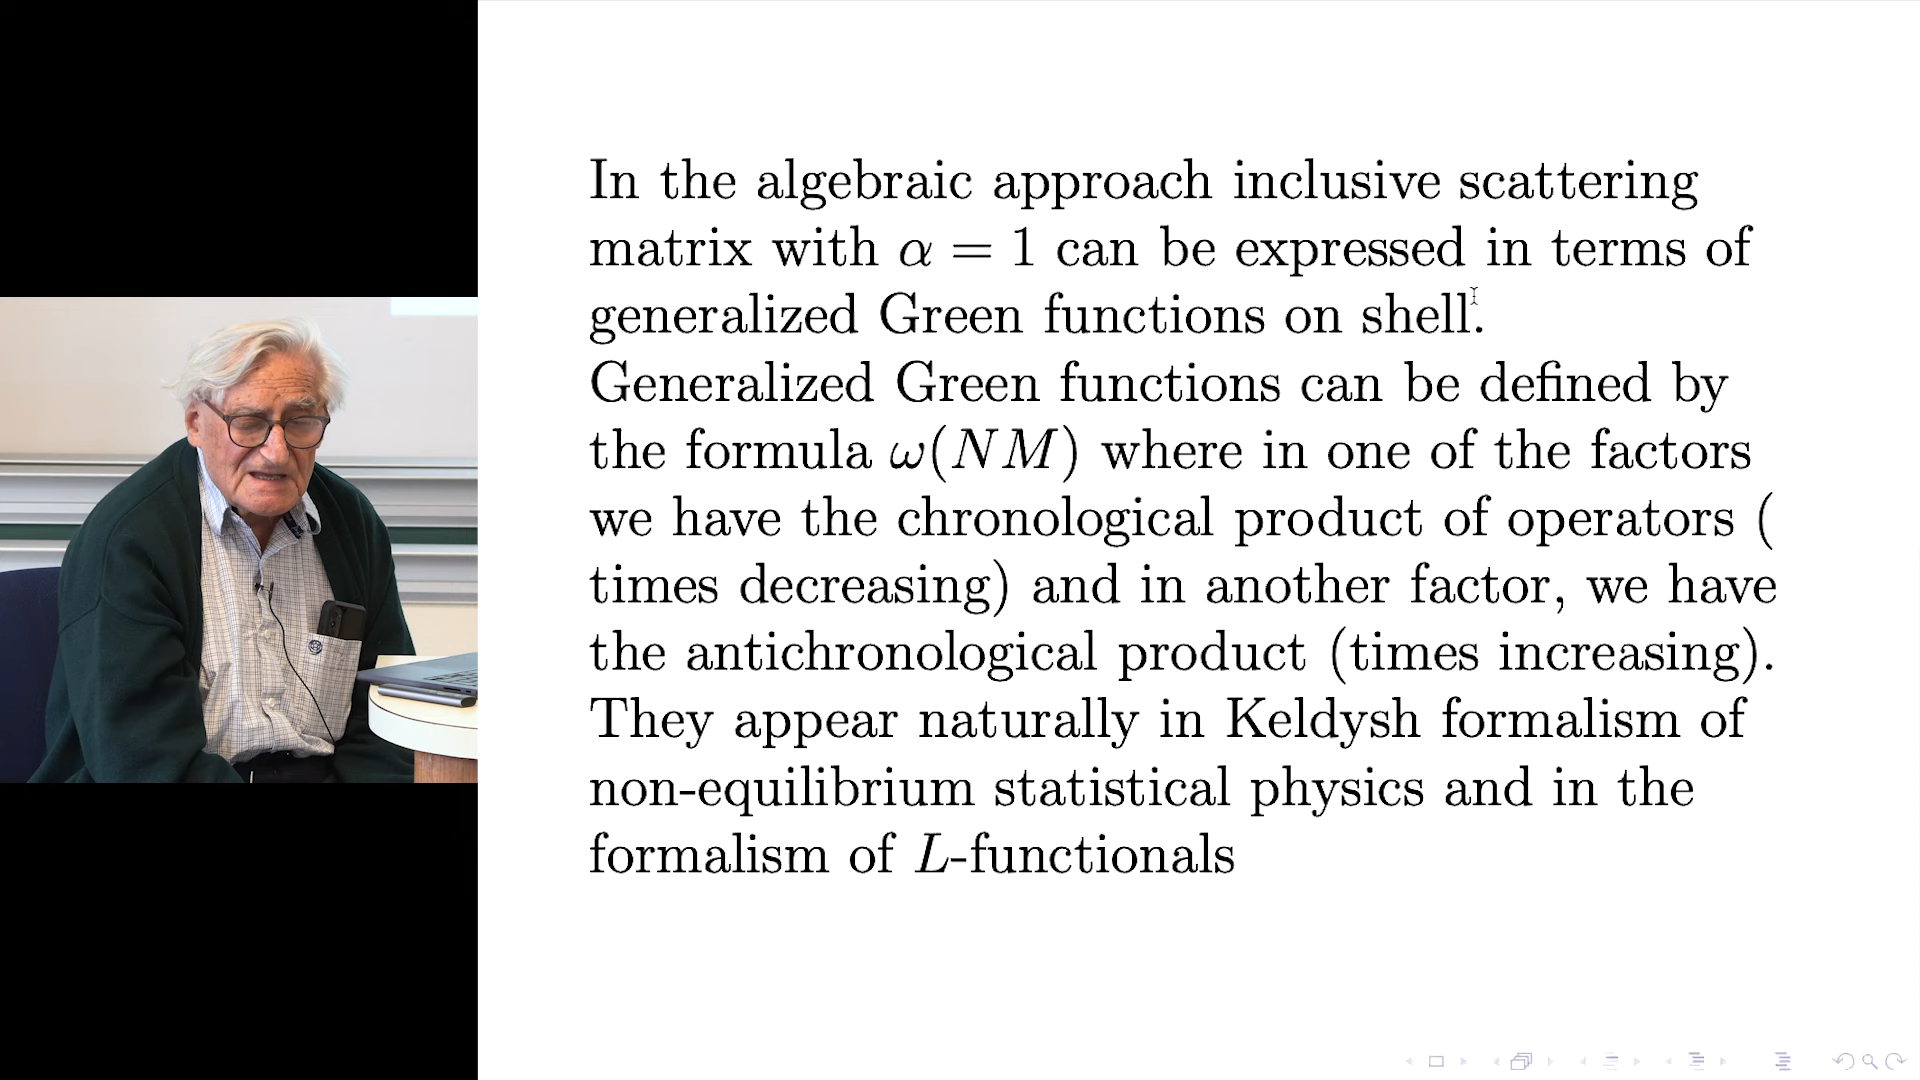 In the algebraic approach inclusive scattering
matrix with α = 1 can be expressed in terms of
generalized Green functions on shell.
Generalized Green functions can be defined by
the formula ω(NM) where in one of the factors
we have the chronological product of operators (
times decreasing) and in another factor, we have
the antichronological product (times increasing).
They appear naturally in Keldysh formalism of
non-equilibrium statistical physics and in the
formalism of L-functionals